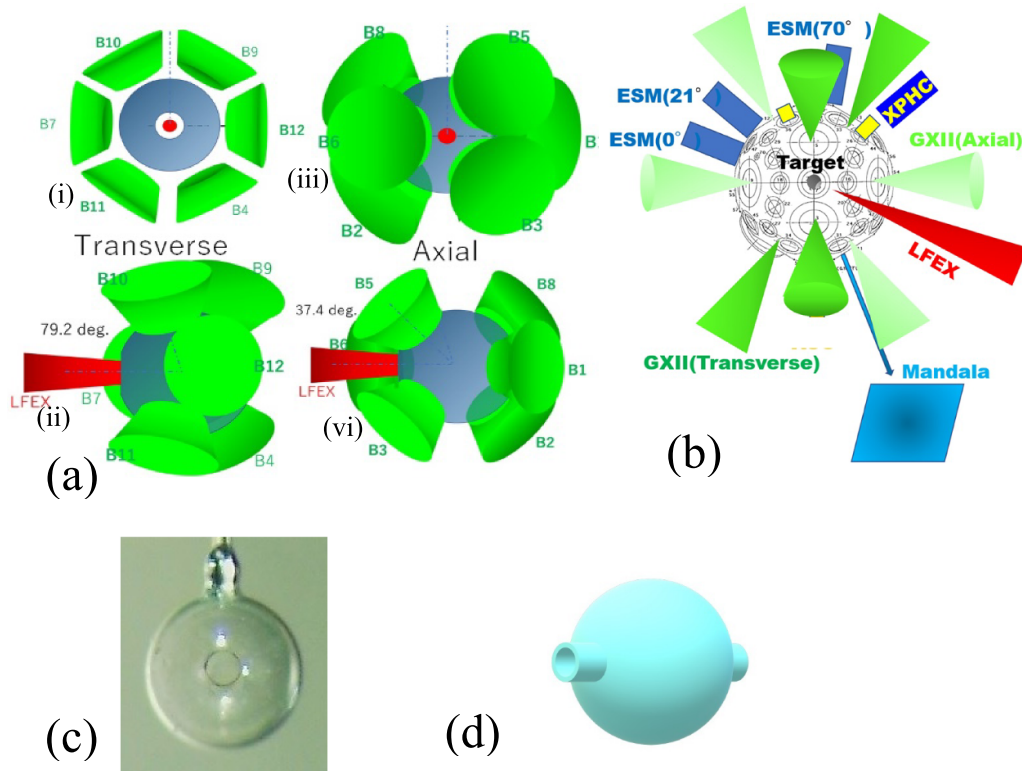 B10
B9
B7
B12
(i)
B11
B4
Transverse
B10
B9
79.2 deg.
B12
LFEX
B7
(ii)
B11
B4
(a)
B8
B5
B6
B
(iii)
B2
B3
Axial
B5
B8
37.4 deg.
B6
B1
LFEX
(vi)
B3
B2
ESM(70°)
ESM(21°)
XPHC
ESM(0°)
GXII(Axial)
Target
LFEX
GXII(Transverse)
Mandala
(b)
(c)
(d)